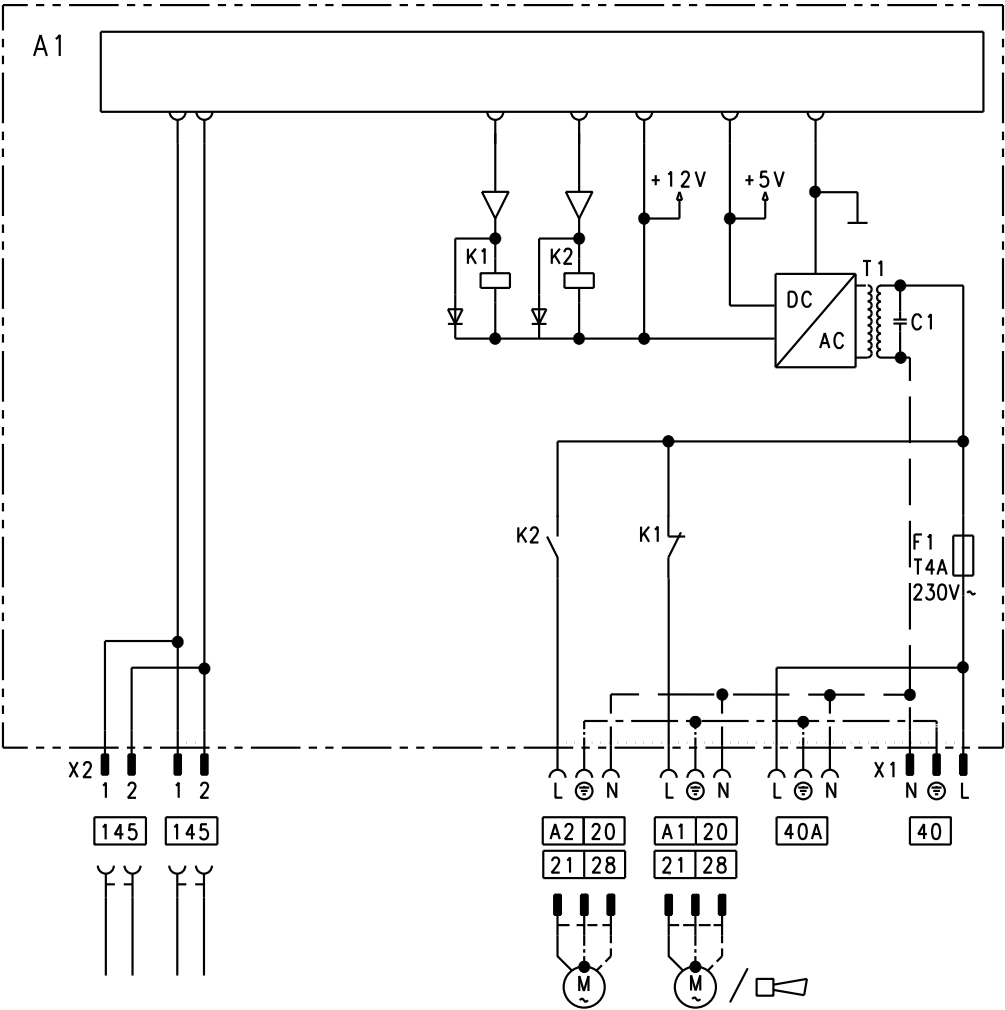 A1
+12V +5V
K1 K2
T1
DC
C1
AC
K2 K1
F1
T4A
230V~
X2 X1
1 2 1 2 L N L N L N N L
145 145 A2 20 A1 20 40A 40
21 28 21 28
M M /
~ ~